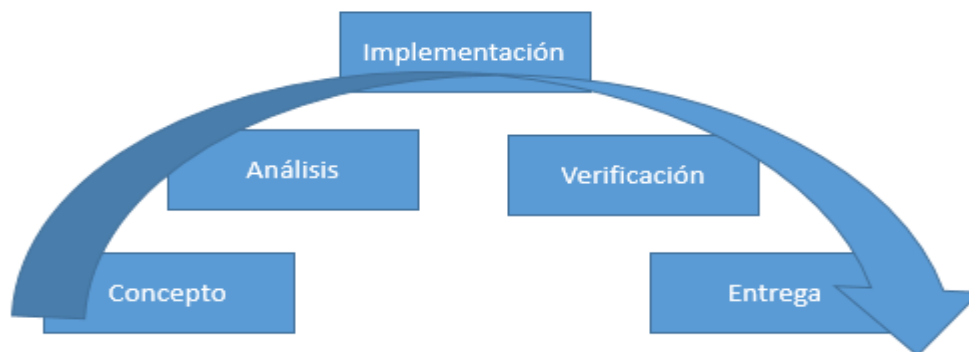 Implementación
Análisis
Verificación
Concepto
Entrega